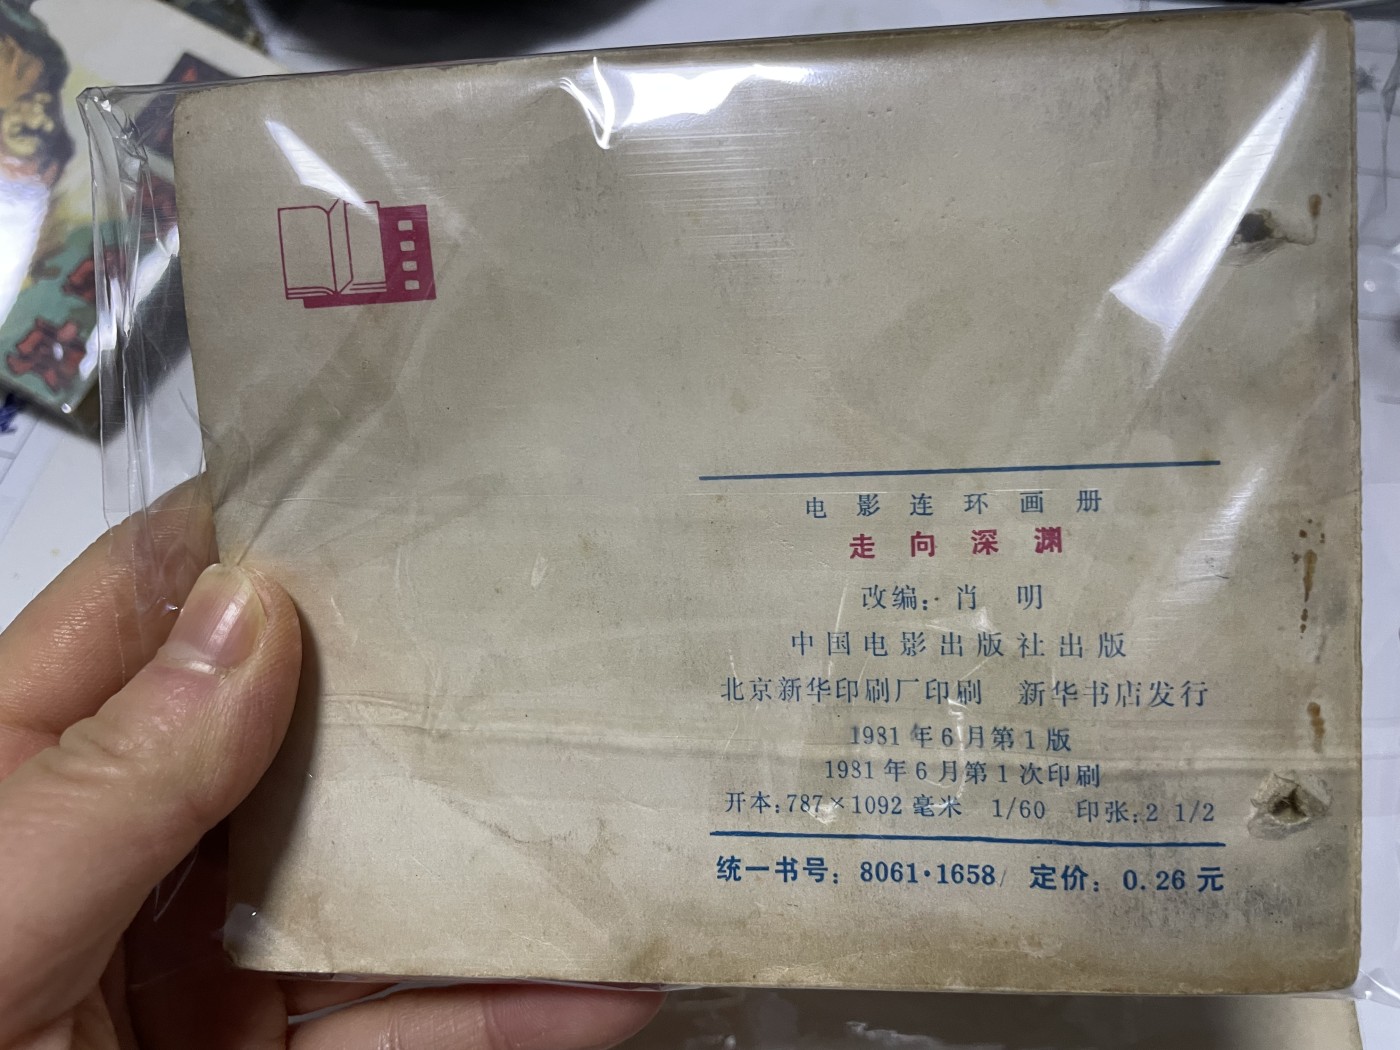 电影连环画册
走向深渊
改编：肖 明
中国电影出版社出版
北京新华印刷厂印刷 新华书店发行
1981年6月第1版
1981年6月第1次印刷
开本：787×1092毫米 1/60 印张：2 1/2
统一书号：8061·1658 定价：0.26元